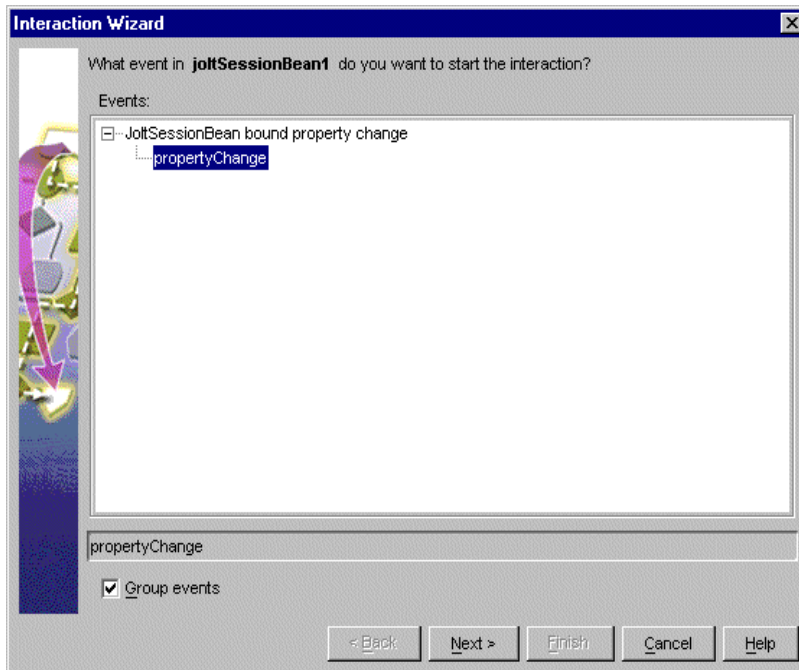 Interaction Wizard
What event in joltSessionBean1 do you want to start the interaction?
Events:
JoltSessionBean bound property change
propertyChange
propertyChange
Group events
< Back Next > Finish Cancel Help